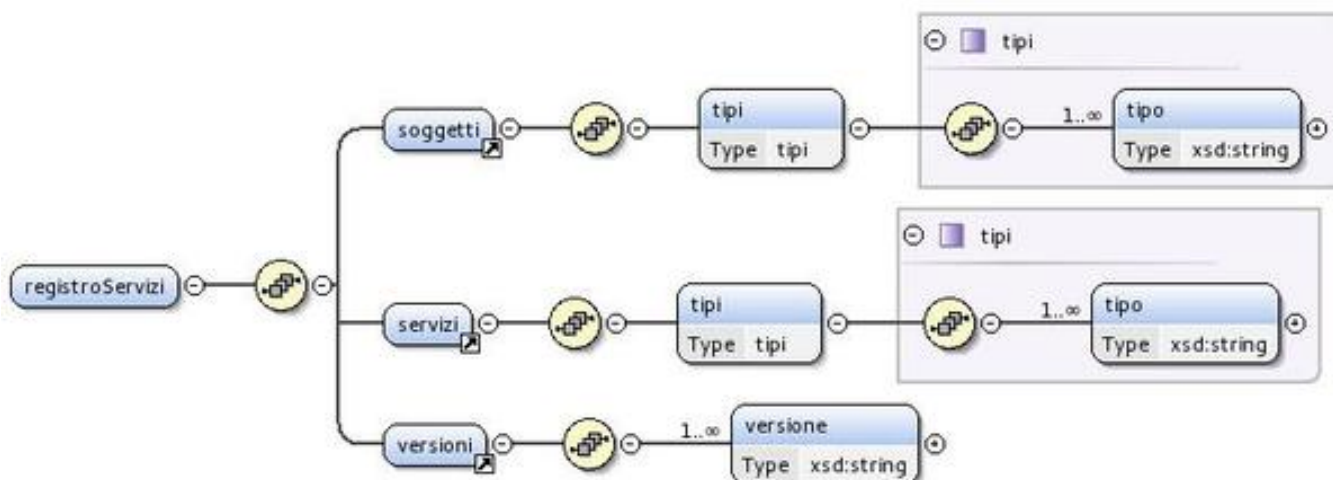 tipi
soggetti
tipi
Type tipi
1..∞
tipo
Type xsd:string
registroServizi
tipi
servizi
tipi
Type tipi
1..∞
tipo
Type xsd:string
versioni
1..∞
versione
Type xsd:string